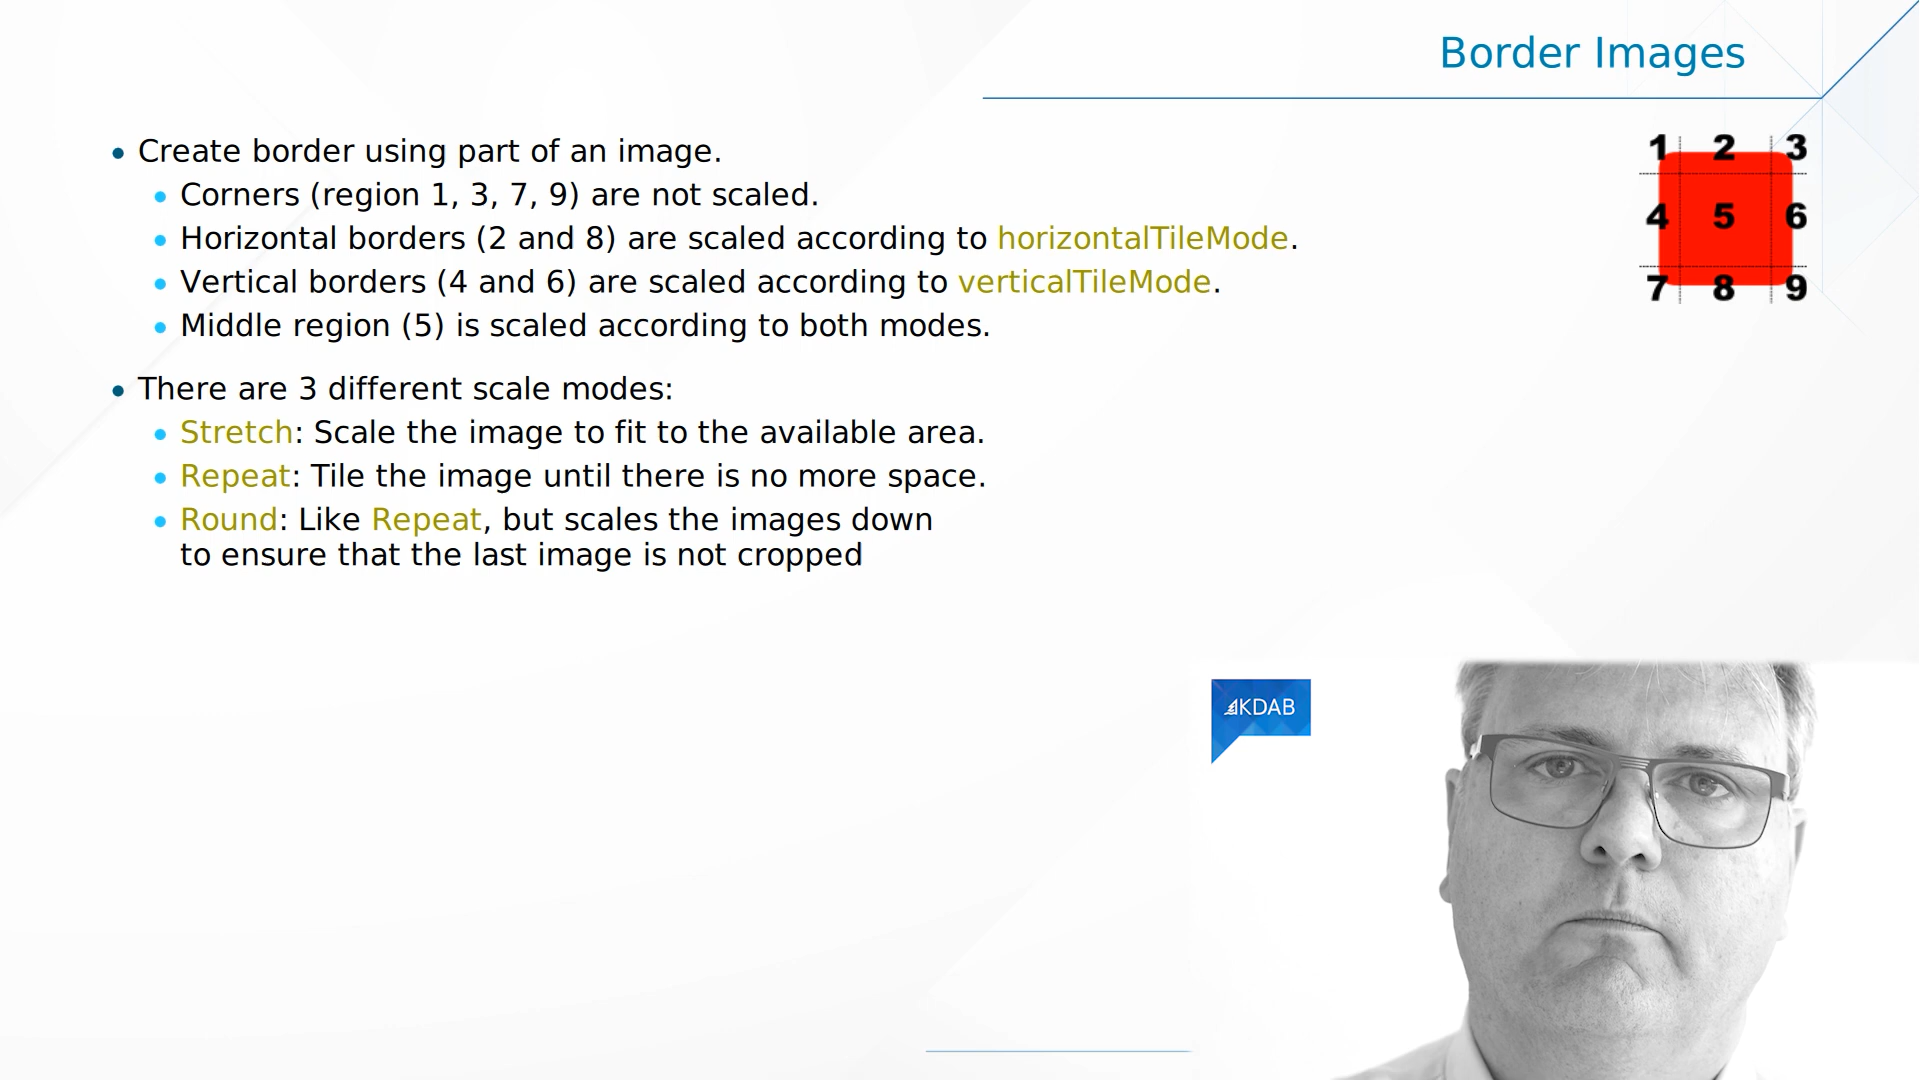 Border Images
• Create border using part of an image.
• Corners (region 1, 3, 7, 9) are not scaled.
• Horizontal borders (2 and 8) are scaled according to horizontalTileMode.
• Vertical borders (4 and 6) are scaled according to verticalTileMode.
• Middle region (5) is scaled according to both modes.
• There are 3 different scale modes:
• Stretch: Scale the image to fit to the available area.
• Repeat: Tile the image until there is no more space.
• Round: Like Repeat, but scales the images down
to ensure that the last image is not cropped
1 2 3
4 5 6
7 8 9
KDAB